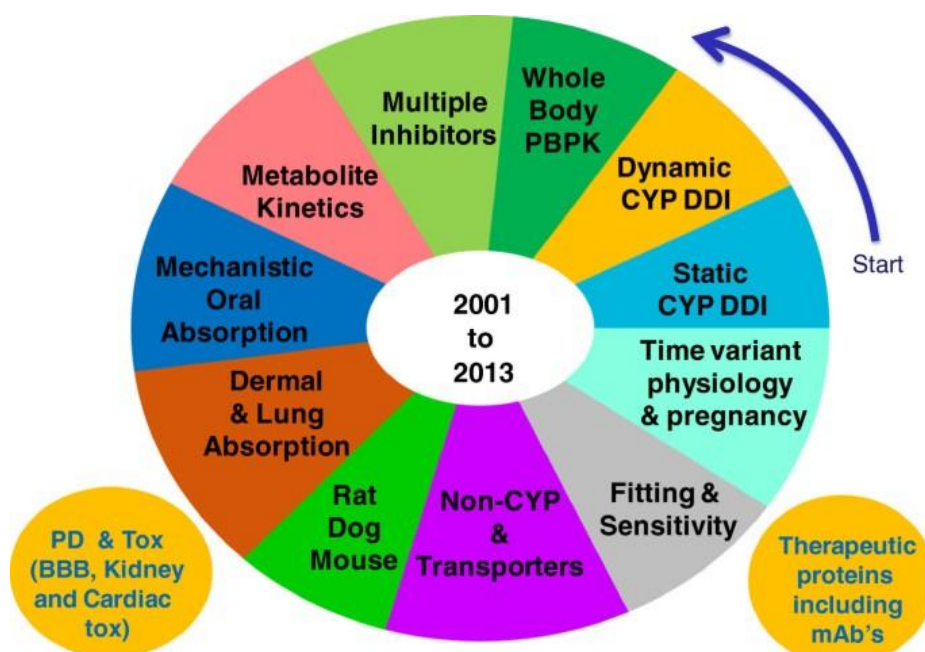 Multiple
Inhibitors
Whole
Body
PBPK
Dynamic
CYP DDI
Static
CYP DDI
Start
Metabolite
Kinetics
Mechanistic
Oral
Absorption
2001
to
2013
Time variant
physiology
& pregnancy
Dermal
& Lung
Absorption
Rat
Dog
Mouse
Non-CYP
&
Transporters
Fitting &
Sensitivity
PD & Tox
(BBB, Kidney
and Cardiac
tox)
Therapeutic
proteins
including
mAb's